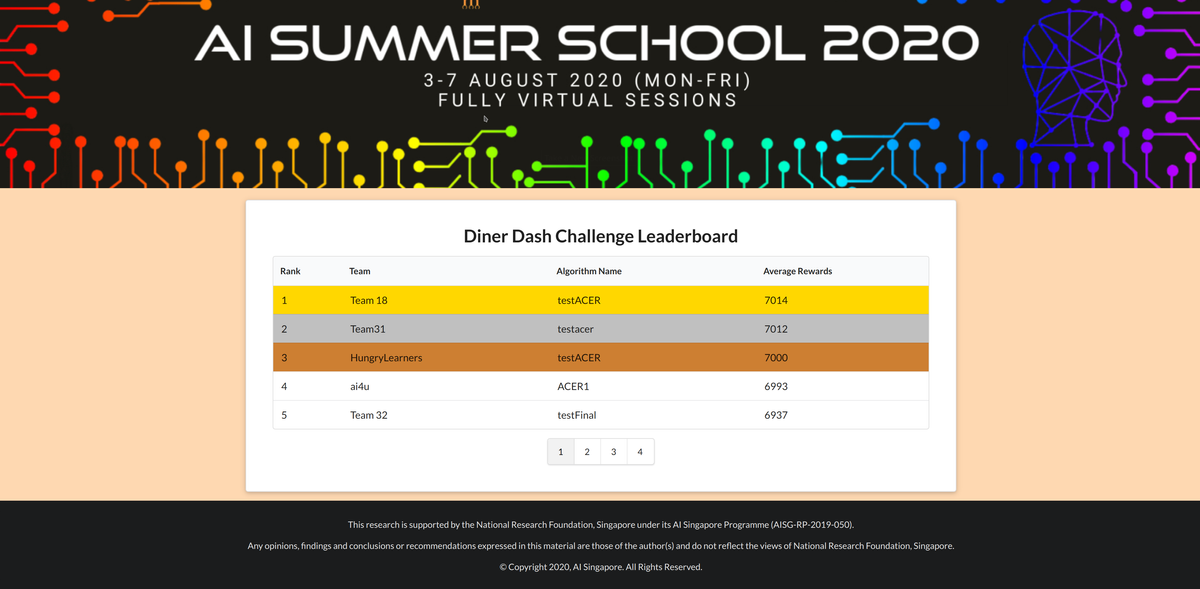 AI SUMMER SCHOOL 2020
3-7 AUGUST 2020 (MON-FRI)
FULLY VIRTUAL SESSIONS
Diner Dash Challenge Leaderboard
Rank Team Algorithm Name Average Rewards
1 Team 18 testACER 7014
2 Team31 testacer 7012
3 HungryLearners testACER 7000
4 ai4u ACER1 6993
5 Team 32 testFinal 6937
1 2 3 4
This research is supported by the National Research Foundation, Singapore under its AI Singapore Programme (AISG-RP-2019-050).
Any opinions, findings and conclusions or recommendations expressed in this material are those of the author(s) and do not reflect the views of National Research Foundation, Singapore.
© Copyright 2020, AI Singapore. All Rights Reserved.